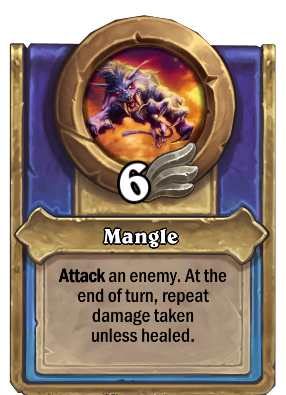 6
Mangle
Attack an enemy. At the
end of turn, repeat
damage taken
unless healed.